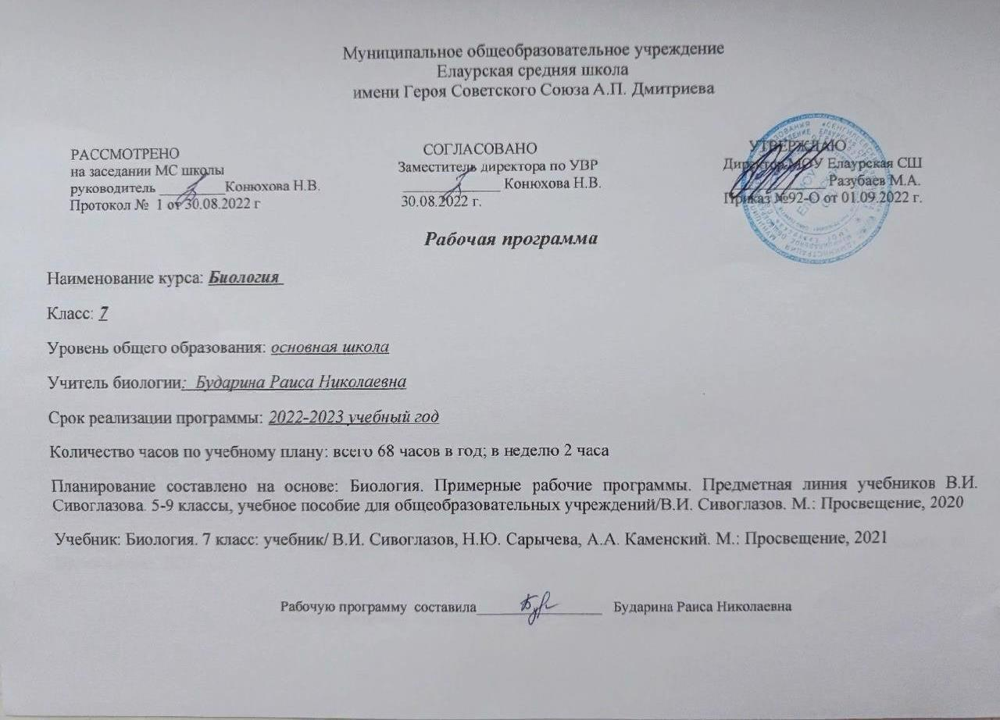 Муниципальное общеобразовательное учреждение
Елаурская средняя школа
имени Героя Советского Союза А.П. Дмитриева
РАССМОТРЕНО
на заседании МС школы
руководитель _________ Конюхова Н.В.
Протокол № 1 от 30.08.2022 г
СОГЛАСОВАНО
Заместитель директора по УВР
_____________ Конюхова Н.В.
30.08.2022 г.
УТВЕРЖДАЮ
Директор МОУ Елаурская СШ
Разубаев М.А.
Приказ №92-О от 01.09.2022 г.
Рабочая программа
Наименование курса: Биология
Класс: 7
Уровень общего образования: основная школа
Учитель биологии: Бударина Раиса Николаевна
Срок реализации программы: 2022-2023 учебный год
Количество часов по учебному плану: всего 68 часов в год; в неделю 2 часа
Планирование составлено на основе: Биология. Примерные рабочие программы. Предметная линия учебников В.И.
Сивоглазова. 5-9 классы, учебное пособие для общеобразовательных учреждений/В.И. Сивоглазов. М.: Просвещение, 2020
Учебник: Биология. 7 класс: учебник/ В.И. Сивоглазов, Н.Ю. Сарычева, А.А. Каменский. М.: Просвещение, 2021
Рабочую программу составила_________________ Бударина Раиса Николаевна